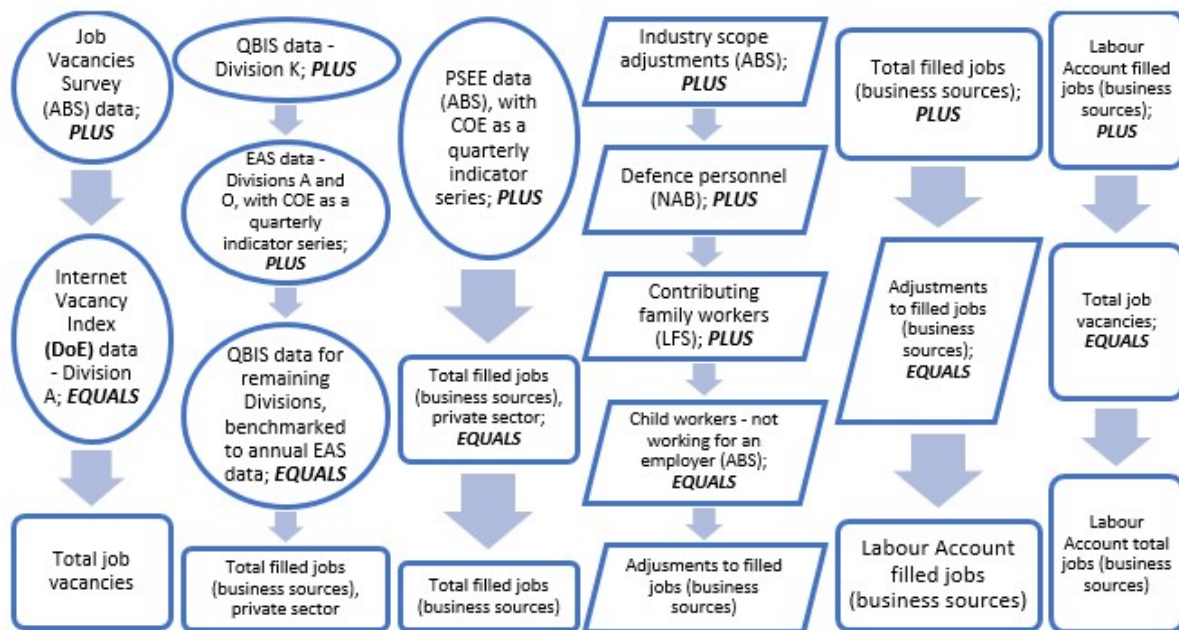 Job
Vacancies
Survey
(ABS) data;
PLUS
Internet
Vacancy
Index
(DoE) data
- Division
A; EQUALS
Total job
vacancies
QBIS data -
Division K; PLUS
EAS data -
Divisions A and
O, with COE as a
quarterly
indicator series;
PLUS
QBIS data for
remaining
Divisions,
benchmarked
to annual EAS
data; EQUALS
Total filled jobs
(business sources),
private sector
PSEE data
(ABS), with
COE as a
quarterly
indicator
series; PLUS
Total filled jobs
(business sources),
private sector;
EQUALS
Total filled jobs
(business sources)
Industry scope
adjustments (ABS);
PLUS
Defence personnel
(NAB); PLUS
Contributing
family workers
(LFS); PLUS
Child workers - not
working for an
employer (ABS);
EQUALS
Adjustments to filled
jobs (business
sources)
Total filled jobs
(business sources);
PLUS
Adjustments
to filled jobs
(business
sources);
EQUALS
Labour Account
filled jobs
(business sources)
Labour
Account filled
jobs (business
sources);
PLUS
Total job
vacancies;
EQUALS
Labour
Account total
jobs (business
sources)